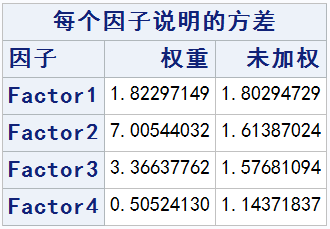 每个因子说明的方差
因子 权重 未加权
Factor1 1.82297149 1.80294729
Factor2 7.00544032 1.61387024
Factor3 3.36637762 1.57681094
Factor4 0.50524130 1.14371837